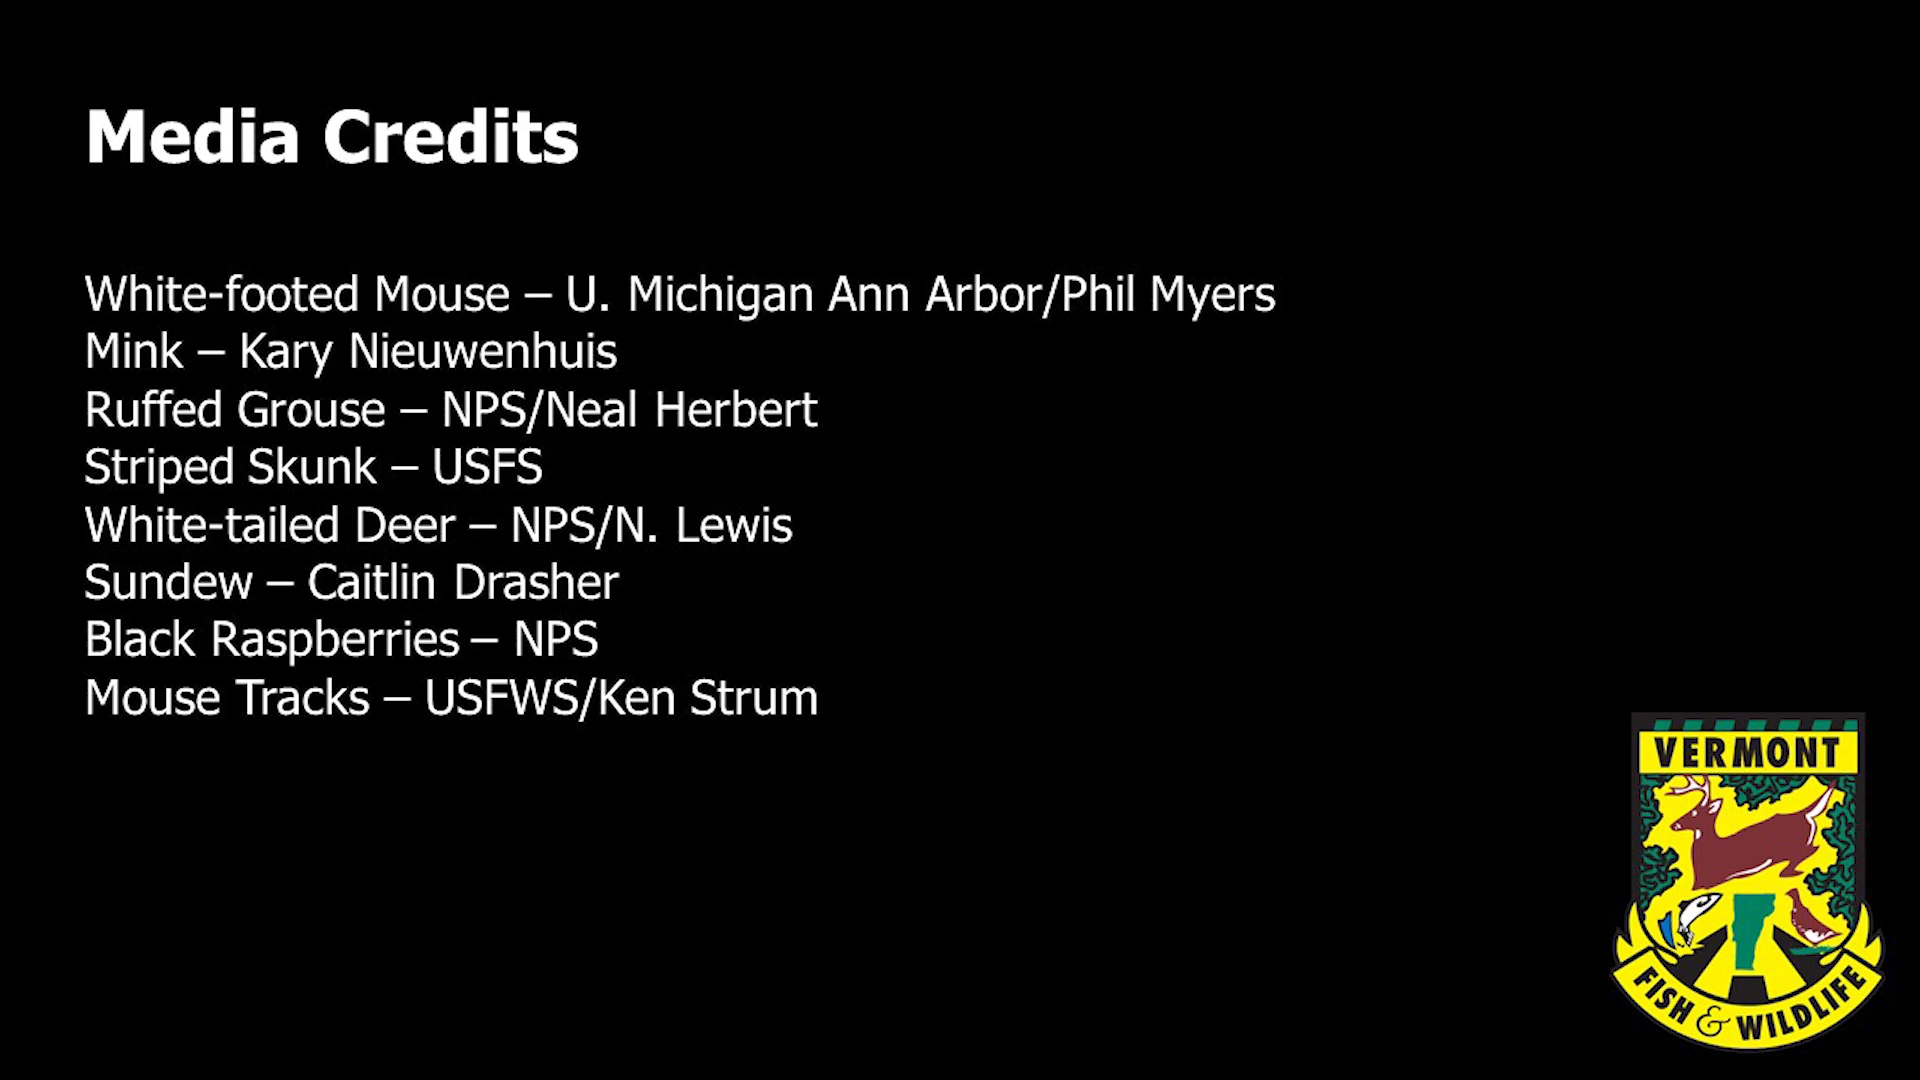 Media Credits
White-footed Mouse – U. Michigan Ann Arbor/Phil Myers
Mink – Kary Nieuwenhuis
Ruffed Grouse – NPS/Neal Herbert
Striped Skunk – USFS
White-tailed Deer – NPS/N. Lewis
Sundew – Caitlin Drasher
Black Raspberries – NPS
Mouse Tracks – USFWS/Ken Strum
VERMONT
FISH & WILDLIFE